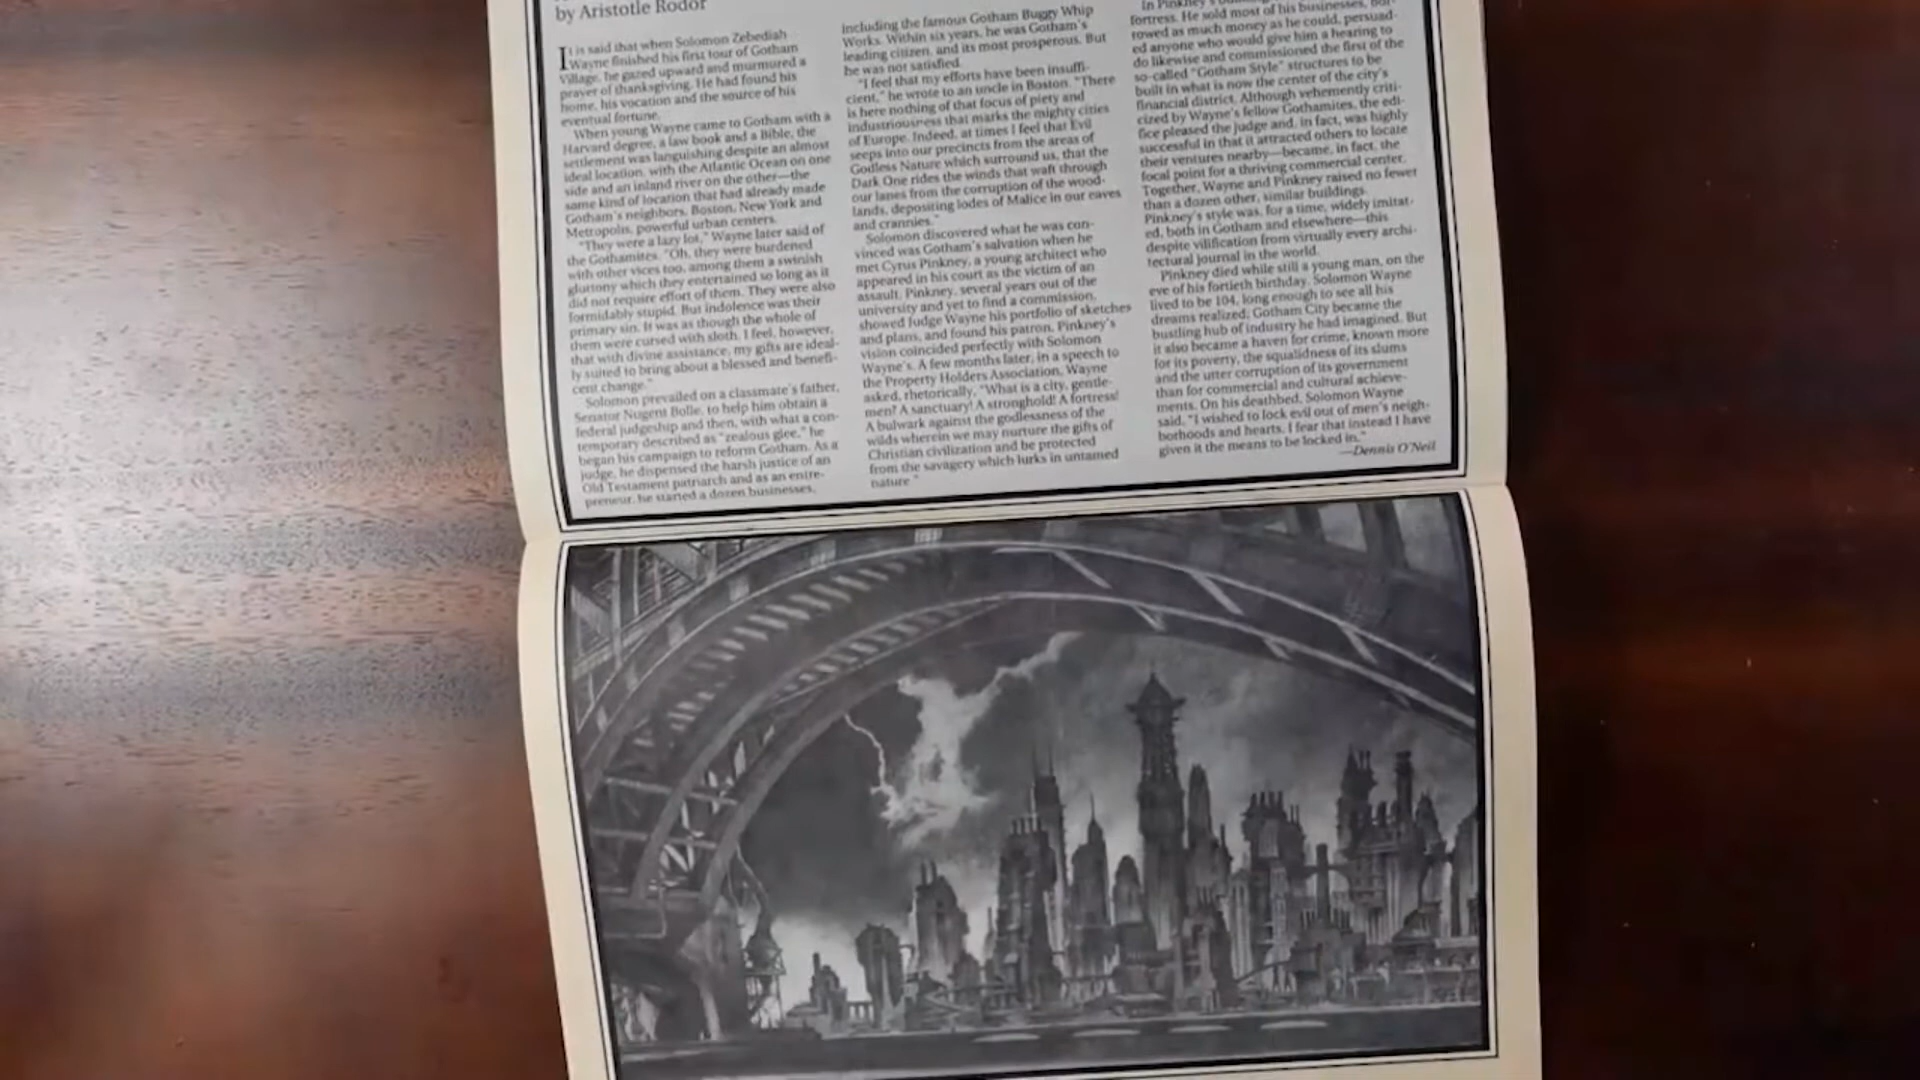 by Aristotle Rodor
It is said that when Solomon Zebediah
Wayne finished his first tour of Gotham
Village, he gazed upward and murmured a
prayer of thanksgiving. He had found his
home, his vocation and the source of his
eventual fortune.
When young Wayne came to Gotham with a
Harvard degree, a law book and a Bible, the
settlement was languishing despite an almost
ideal location, with the Atlantic Ocean on one
side and an inland river on the other—the
same kind of location that had already made
Gotham's neighbors, Boston, New York and
Metropolis, powerful urban centers.
"They were a lazy lot," Wayne later said of
the Gothamites. "Oh, they were burdened
with other vices too, among them a swinish
gluttony which they entertained so long as it
did not require effort of them. They were also
formidably stupid. But indolence was their
primary sin. It was as though the whole of
them were cursed with sloth. I feel, however,
that with divine assistance, my gifts are ideal-
ly suited to bring about a blessed and benefi-
cent change."
Solomon prevailed on a classmate's father,
Senator Nugent Bolle, to help him obtain a
federal judgeship and then, with what a con-
temporary described as "zealous glee," he
began his campaign to reform Gotham. As a
judge, he dispensed the harsh justice of an
Old Testament patriarch and as an entre-
preneur, he started a dozen businesses,
including the famous Gotham Buggy Whip
Works. Within six years, he was Gotham's
leading citizen, and its most prosperous. But
he was not satisfied.
"I feel that my efforts have been insuffi-
cient," he wrote to an uncle in Boston. "There
is here nothing of that focus of piety and
industriousness that marks the mighty cities
of Europe. Indeed, at times I feel that Evil
seeps into our precincts from the areas of
Godless Nature which surround us, that the
Dark One rides the winds that waft through
our lanes from the corruption of the wood-
lands, depositing lodes of Malice in our eaves
and crannies."
Solomon discovered what he was con-
vinced was Gotham's salvation when he
met Cyrus Pinkney, a young architect who
appeared in his court as the victim of an
assault. Pinkney, several years out of the
university and yet to find a commission,
showed Judge Wayne his portfolio of sketches
and plans, and found his patron. Pinkney's
vision coincided perfectly with Solomon
Wayne's. A few months later, in a speech to
the Property Holders Association, Wayne
asked, rhetorically, "What is a city, gentle-
men? A sanctuary! A stronghold! A fortress!
A bulwark against the godlessness of the
wilds wherein we may nurture the gifts of
Christian civilization and be protected
from the savagery which lurks in untamed
nature."
In Pinkney's
fortress. He sold most of his businesses, bor-
rowed as much money as he could, persuad-
ed anyone who would give him a hearing to
do likewise and commissioned the first of the
so-called "Gotham Style" structures to be
built in what is now the center of the city's
financial district. Although vehemently criti-
cized by Wayne's fellow Gothamites, the edi-
fice pleased the judge and, in fact, was highly
successful in that it attracted others to locate
their ventures nearby—became, in fact, the
focal point for a thriving commercial center.
Together, Wayne and Pinkney raised no fewer
than a dozen other, similar buildings.
Pinkney's style was, for a time, widely imitat-
ed, both in Gotham and elsewhere—this
despite vilification from virtually every archi-
tectural journal in the world.
Pinkney died while still a young man, on the
eve of his fortieth birthday. Solomon Wayne
lived to be 104, long enough to see all his
dreams realized, Gotham City became the
bustling hub of industry he had imagined. But
it also became a haven for crime, known more
for its poverty, the squalidness of its slums
and the utter corruption of its government
than for commercial and cultural achieve-
ments. On his deathbed, Solomon Wayne
said, "I wished to lock evil out of men's neigh-
borhoods and hearts. I fear that instead I have
given it the means to be locked in."
—Dennis O'Neil